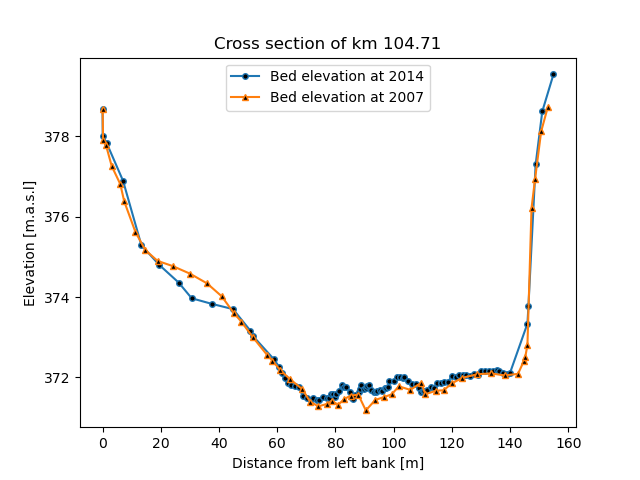 Cross section of km 104.71
Bed elevation at 2014
Bed elevation at 2007
Elevation [m.a.s.l]
378
376
374
372
0 20 40 60 80 100 120 140 160
Distance from left bank [m]